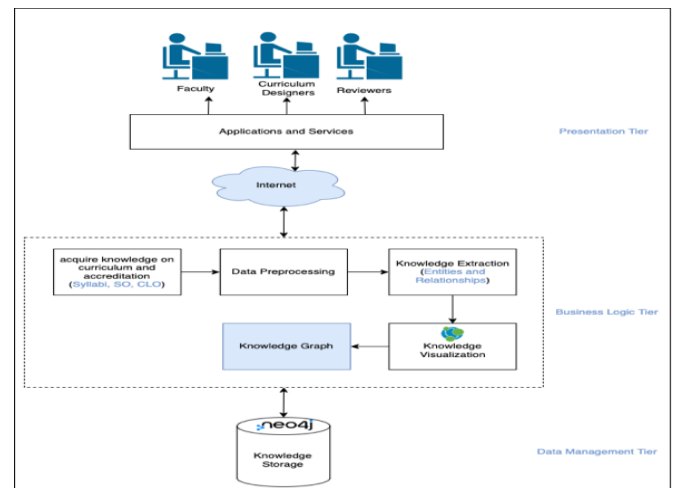 Faculty
Curriculum
Designers
Reviewers
Applications and Services
Presentation Tier
Internet
acquire knowledge on
curriculum and
accreditation
(Syllabi, SO, CLO)
Data Preprocessing
Knowledge Extraction
(Entities and
Relationships)
Business Logic Tier
Knowledge Graph
Knowledge
Visualization
neo4j
Knowledge
Storage
Data Management Tier